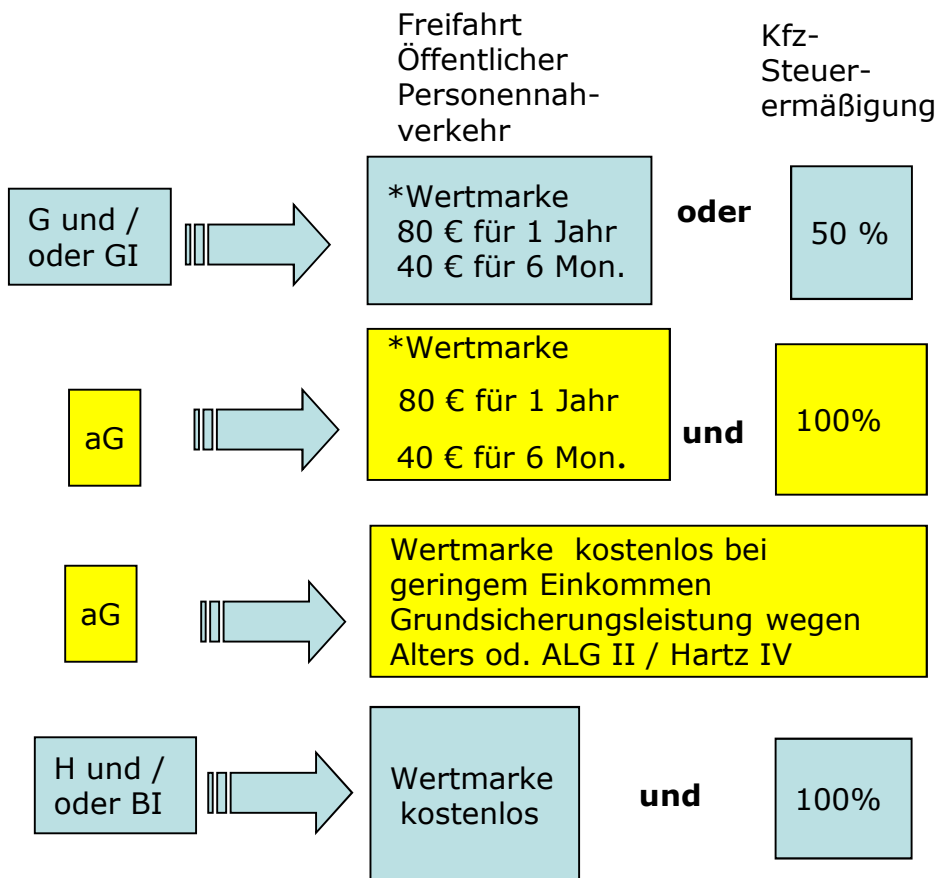 Freifahrt
Öffentlicher
Personennah-
verkehr
Kfz-
Steuer-
ermäßigung
G und /
oder GI
*Wertmarke
80 € für 1 Jahr
40 € für 6 Mon.
oder
50 %
aG
*Wertmarke
80 € für 1 Jahr
40 € für 6 Mon.
und
100%
aG
Wertmarke kostenlos bei
geringem Einkommen
Grundsicherungsleistung wegen
Alters od. ALG II / Hartz IV
H und /
oder BI
Wertmarke
kostenlos
und
100%